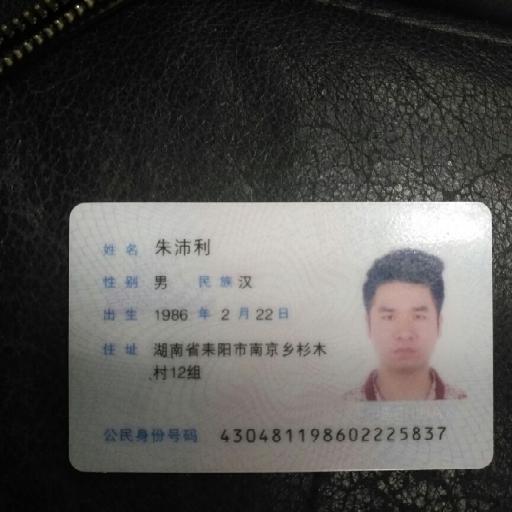 姓名 朱沛利
性别 男 民族 汉
出生 1986 年 2 月 22 日
住址 湖南省耒阳市南京乡杉木
村12组
公民身份号码 430481198602225837